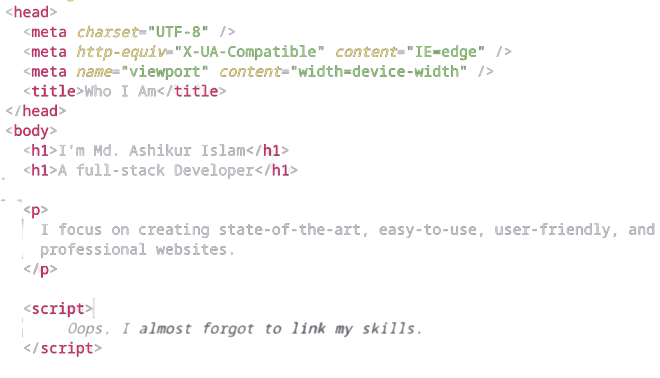 <head>
<meta charset="UTF-8" />
<meta http-equiv="X-UA-Compatible" content="IE=edge" />
<meta name="viewport" content="width=device-width" />
<title>Who I Am</title>
</head>
<body>
<h1>I'm Md. Ashikur Islam</h1>
<h1>A full-stack Developer</h1>
<p>
I focus on creating state-of-the-art, easy-to-use, user-friendly, and
professional websites.
</p>
<script>
Oops, I almost forgot to link my skills.
</script>